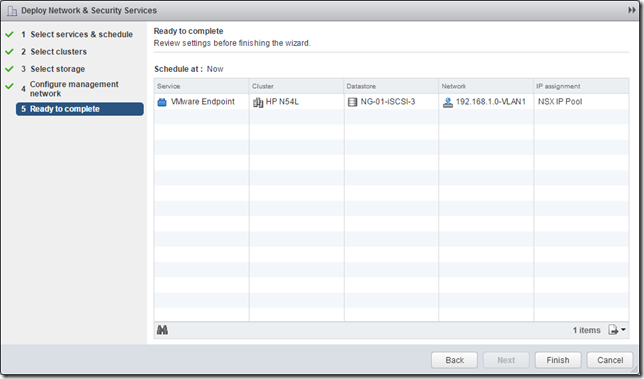 Deploy Network & Security Services
1 Select services & schedule
2 Select clusters
3 Select storage
4 Configure management
network
5 Ready to complete
Ready to complete
Review settings before finishing the wizard.
Schedule at : Now
Service Cluster Datastore Network IP assignment
VMware Endpoint HP N54L NG-01-iSCSI-3 192.168.1.0-VLAN1 NSX IP Pool
1 items
Back Next Finish Cancel